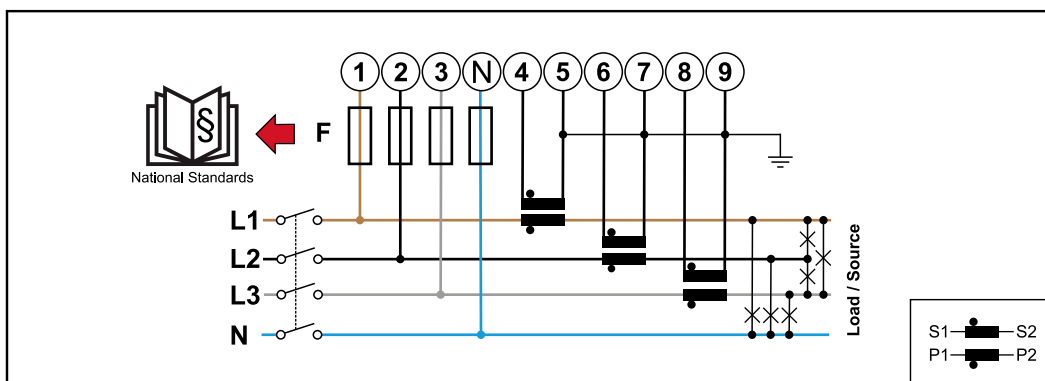 1 2 3 N 4 5 6 7 8 9
§
F
National Standards
L1
L2
L3
N
Load / Source
S1 S2
P1 P2